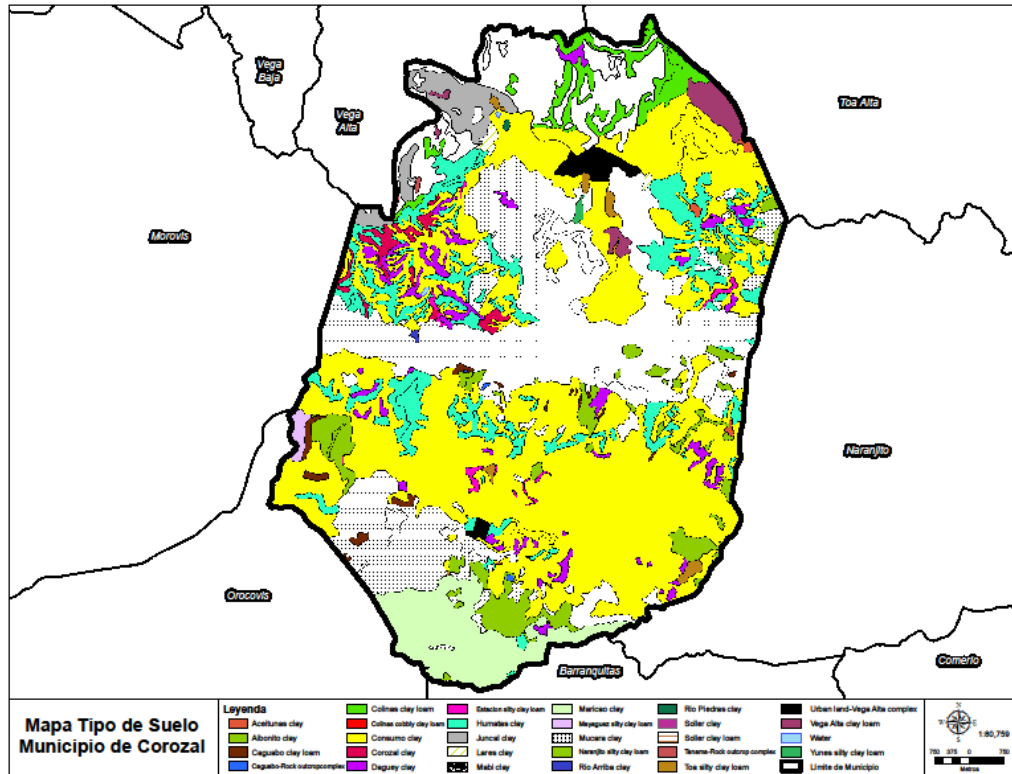 Vega
Baja
Vega
Alta
Toa Alta
Morovis
Naranjito
Orocovis
Barranquitas
Comerío
Mapa Tipo de Suelo
Municipio de Corozal
Leyenda
Aceitunas clay
Albonito clay
Caguabo clay loam
Caguabo-Rock outcropcomplex
Colinas clay loam
Colinas cobbly clay loam
Consumo clay
Corozal clay
Daguey clay
Estacion silty clay loam
Humatas clay
Juncal clay
Lares clay
Mabi clay
Maricao clay
Mayaguez silty clay loam
Mucara clay
Naranjito silty clay loam
Rio Arriba clay
Rio Piedras clay
Soller clay
Soller clay loam
Tanama-Rock outcrop complex
Toa silty clay loam
Urban land-Vega Alta complex
Vega Alta clay loam
Water
Yunes silty clay loam
Limite de Municipio
N
W E
S
1:80,759
750 375 0 750
Metros